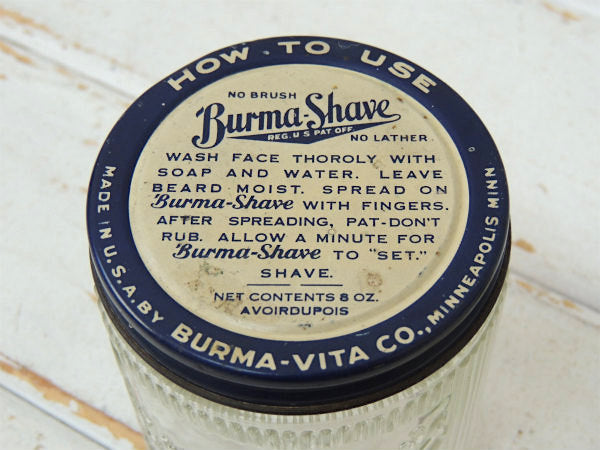 HOW TO USE
NO BRUSH
Burma-Shave
REG. U S PAT OFF
NO LATHER
WASH FACE THOROLY WITH
SOAP AND WATER. LEAVE
BEARD MOIST. SPREAD ON
Burma-Shave WITH FINGERS.
AFTER SPREADING, PAT-DON'T
RUB. ALLOW A MINUTE FOR
Burma-Shave TO "SET."
SHAVE.
NET CONTENTS 8 OZ.
AVOIRDUPOIS
MADE IN U.S.A. BY BURMA-VITA CO., MINNEAPOLIS MINN